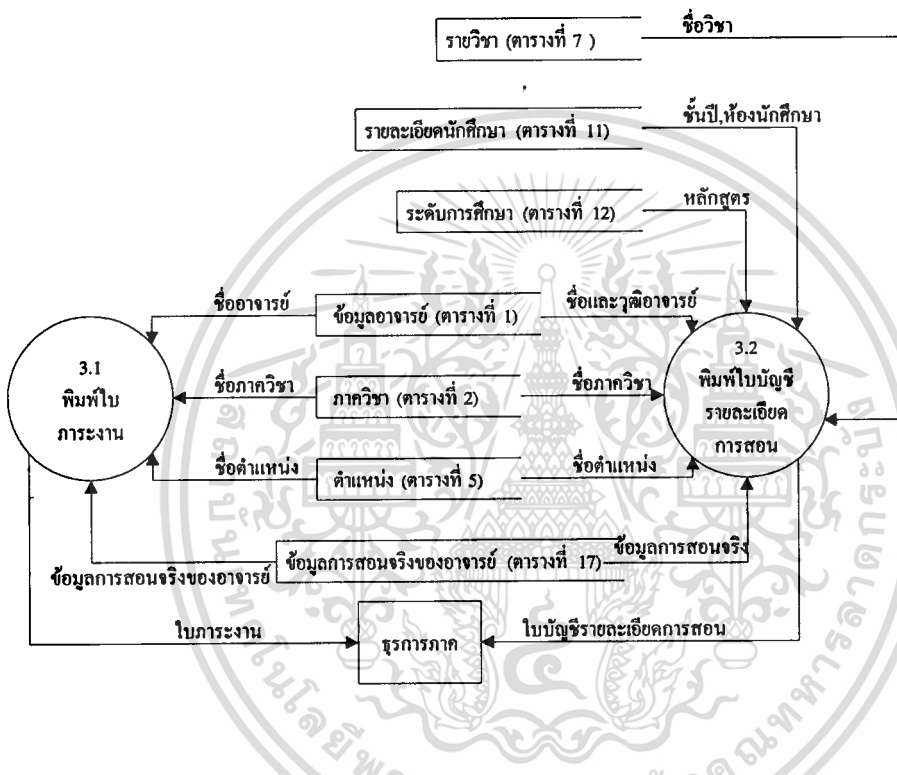 ชื่อวิชา
รายวิชา (ตารางที่ 7 )
ชั้นปี,ห้องนักศึกษา
รายละเอียดนักศึกษา (ตารางที่ 11)
หลักสูตร
ระดับการศึกษา (ตารางที่ 12)
ชื่ออาจารย์
ข้อมูลอาจารย์ (ตารางที่ 1)
ชื่อและวุฒิอาจารย์
3.1
พิมพ์ใบ
ภาระงาน
3.2
พิมพ์ใบบัญชี
รายละเอียด
การสอน
ชื่อภาควิชา
ภาควิชา (ตารางที่ 2)
ชื่อภาควิชา
ชื่อตำแหน่ง
ตำแหน่ง (ตารางที่ 5)
ชื่อตำแหน่ง
ข้อมูลการสอนจริงของอาจารย์
ข้อมูลการสอนจริงของอาจารย์ (ตารางที่ 17)
ข้อมูลการสอนจริง
ใบภาระงาน
ธุรการภาค
ใบบัญชีรายละเอียดการสอน